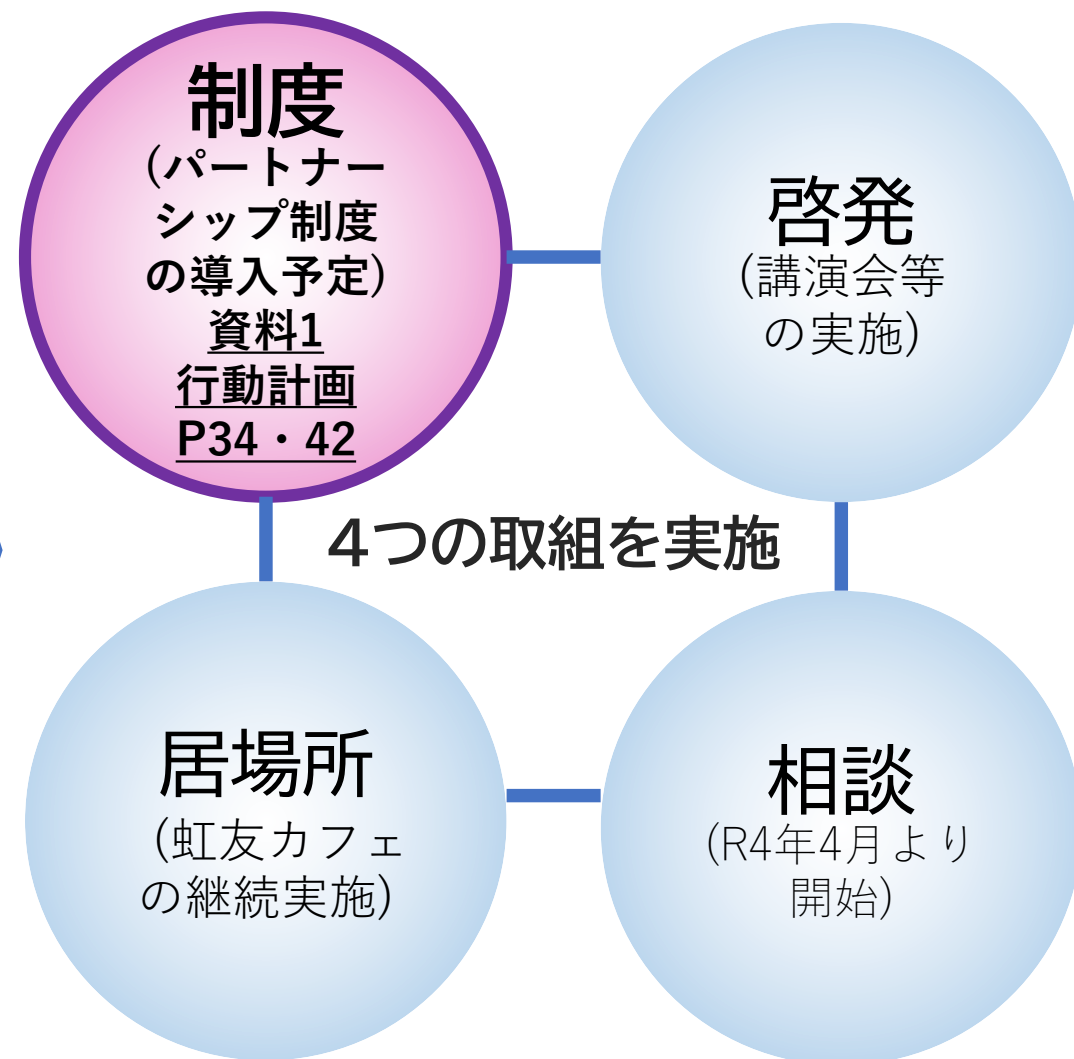 制度
(パートナー
シップ制度
の導入予定)
資料1
行動計画
P34・42
啓発
(講演会等
の実施)
4つの取組を実施
居場所
(虹友カフェ
の継続実施)
相談
(R4年4月より
開始)